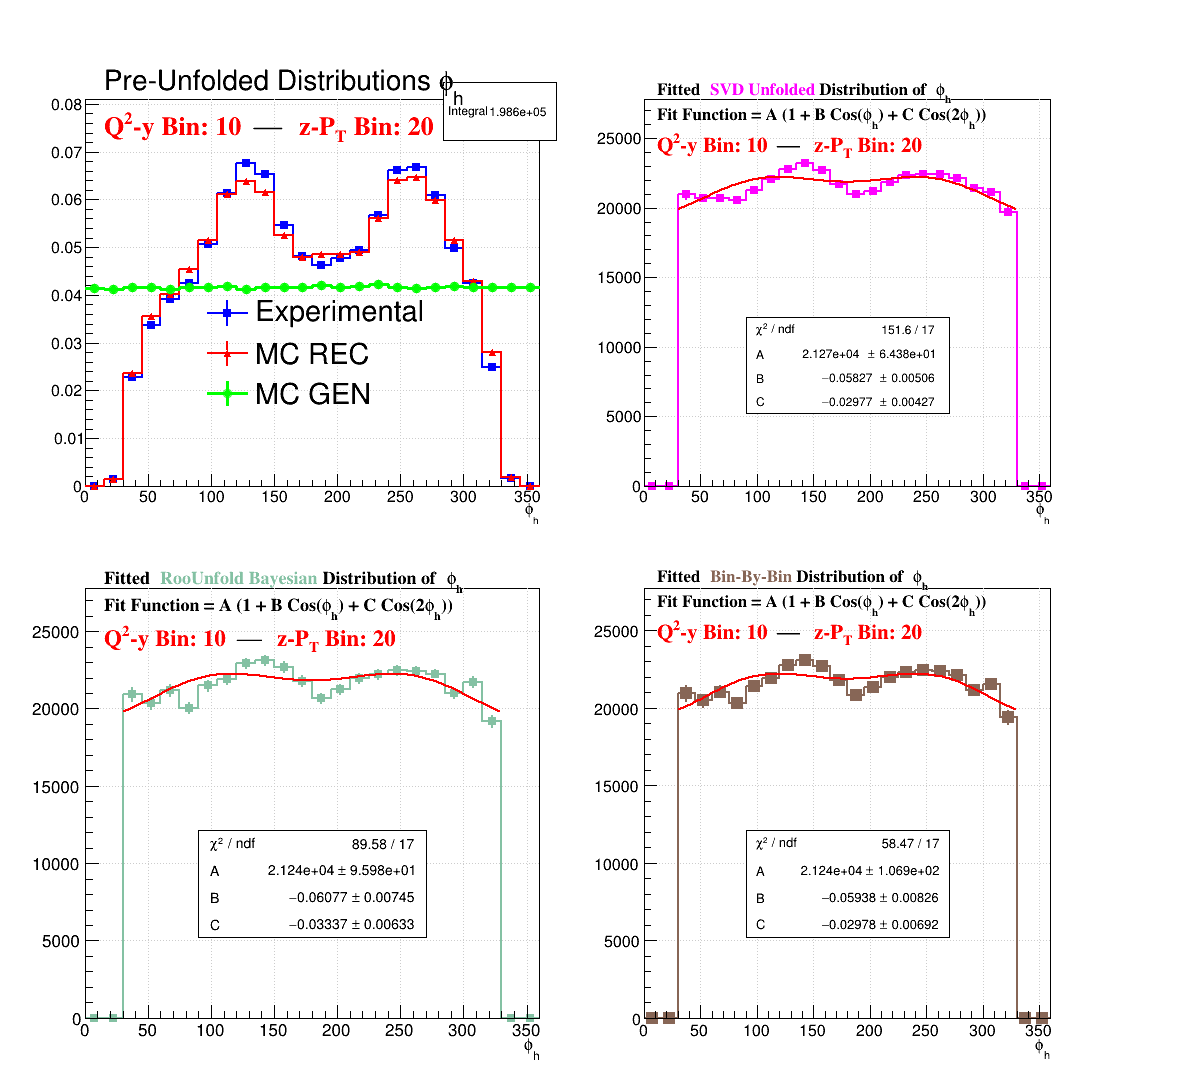 Pre-Unfolded Distributions ϕh
Integral 1.986e+05
Q²-y Bin: 10 — z-PT Bin: 20
0.08
0.07
0.06
0.05
0.04
0.03
0.02
0.01
0
Experimental
MC REC
MC GEN
0 50 100 150 200 250 300 350
ϕh
Fitted SVD Unfolded Distribution of ϕh
Fit Function = A (1 + B Cos(ϕh) + C Cos(2ϕh))
Q²-y Bin: 10 — z-PT Bin: 20
25000
20000
15000
10000
5000
0
χ² / ndf 151.6 / 17
A 2.127e+04 ± 6.438e+01
B −0.05827 ± 0.00506
C −0.02977 ± 0.00427
0 50 100 150 200 250 300 350
ϕh
Fitted RooUnfold Bayesian Distribution of ϕh
Fit Function = A (1 + B Cos(ϕh) + C Cos(2ϕh))
Q²-y Bin: 10 — z-PT Bin: 20
25000
20000
15000
10000
5000
0
χ² / ndf 89.58 / 17
A 2.124e+04 ± 9.598e+01
B −0.06077 ± 0.00745
C −0.03337 ± 0.00633
0 50 100 150 200 250 300 350
ϕh
Fitted Bin-By-Bin Distribution of ϕh
Fit Function = A (1 + B Cos(ϕh) + C Cos(2ϕh))
Q²-y Bin: 10 — z-PT Bin: 20
25000
20000
15000
10000
5000
0
χ² / ndf 58.47 / 17
A 2.124e+04 ± 1.069e+02
B −0.05938 ± 0.00826
C −0.02978 ± 0.00692
0 50 100 150 200 250 300 350
ϕh